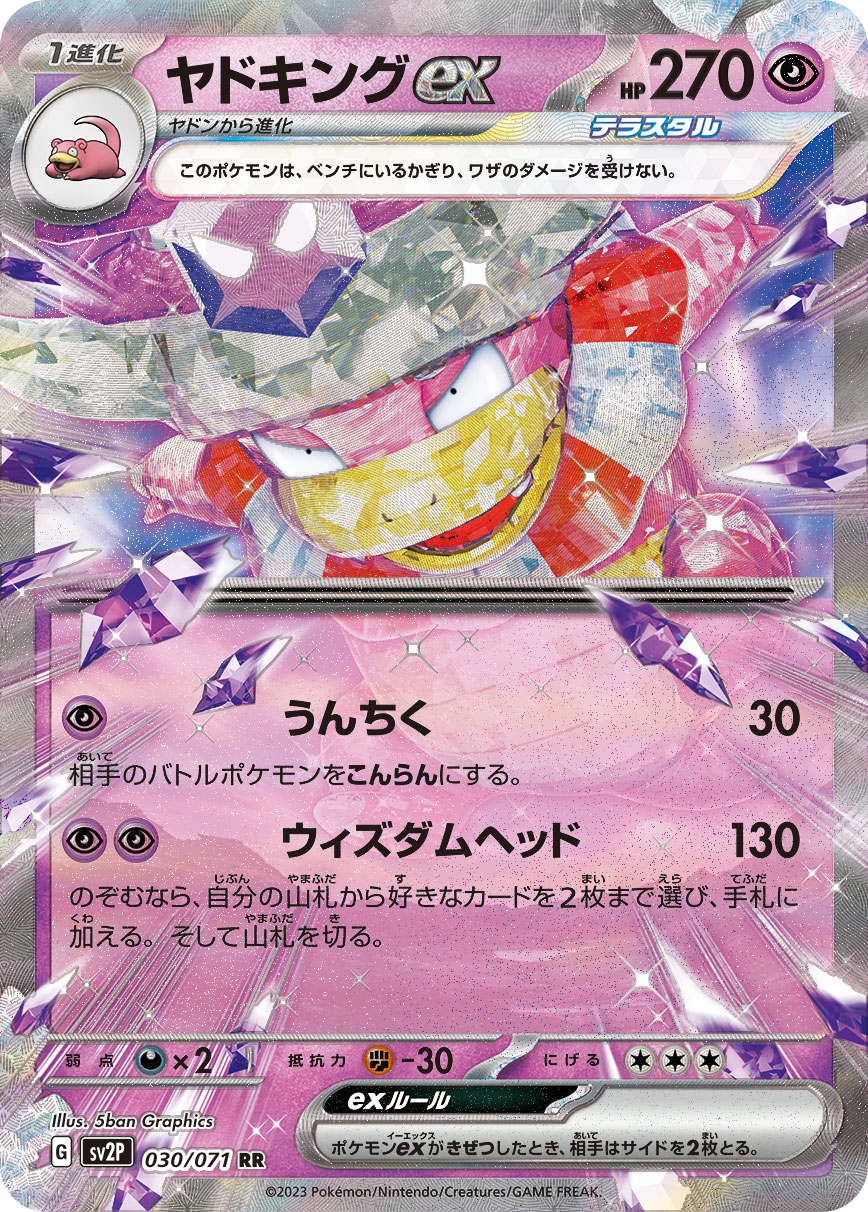 1進化
ヤドキングex HP270
ヤドンから進化
テラスタル
このポケモンは、ベンチにいるかぎり、ワザのダメージを受けない。
うんちく 30
相手のバトルポケモンをこんらんにする。
ウィズダムヘッド 130
のぞむなら、自分の山札から好きなカードを2枚まで選び、手札に
加える。そして山札を切る。
弱点 ×2 抵抗力 -30 にげる
exルール
ポケモンexがきぜつしたとき、相手はサイドを2枚とる。
Illus. 5ban Graphics
G sv2P 030/071 RR
©2023 Pokémon/Nintendo/Creatures/GAME FREAK.